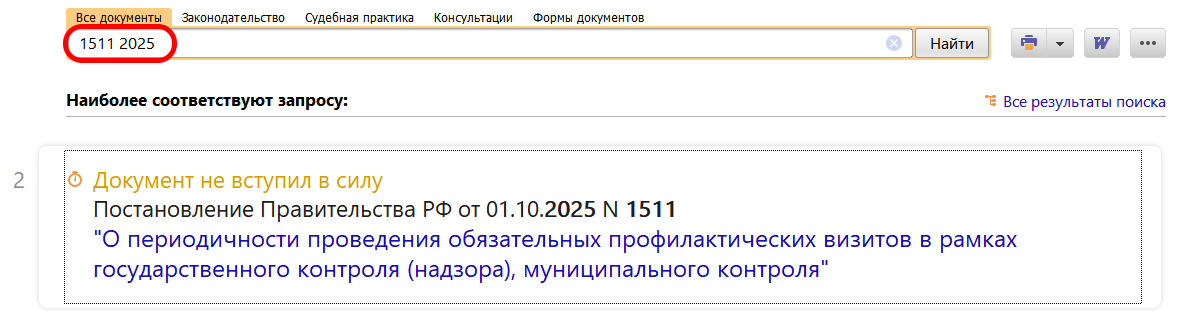 Все документы Законодательство Судебная практика Консультации Формы документов
1511 2025 Найти W
Наиболее соответствуют запросу: Все результаты поиска
2 Документ не вступил в силу
Постановление Правительства РФ от 01.10.2025 N 1511
"О периодичности проведения обязательных профилактических визитов в рамках
государственного контроля (надзора), муниципального контроля"